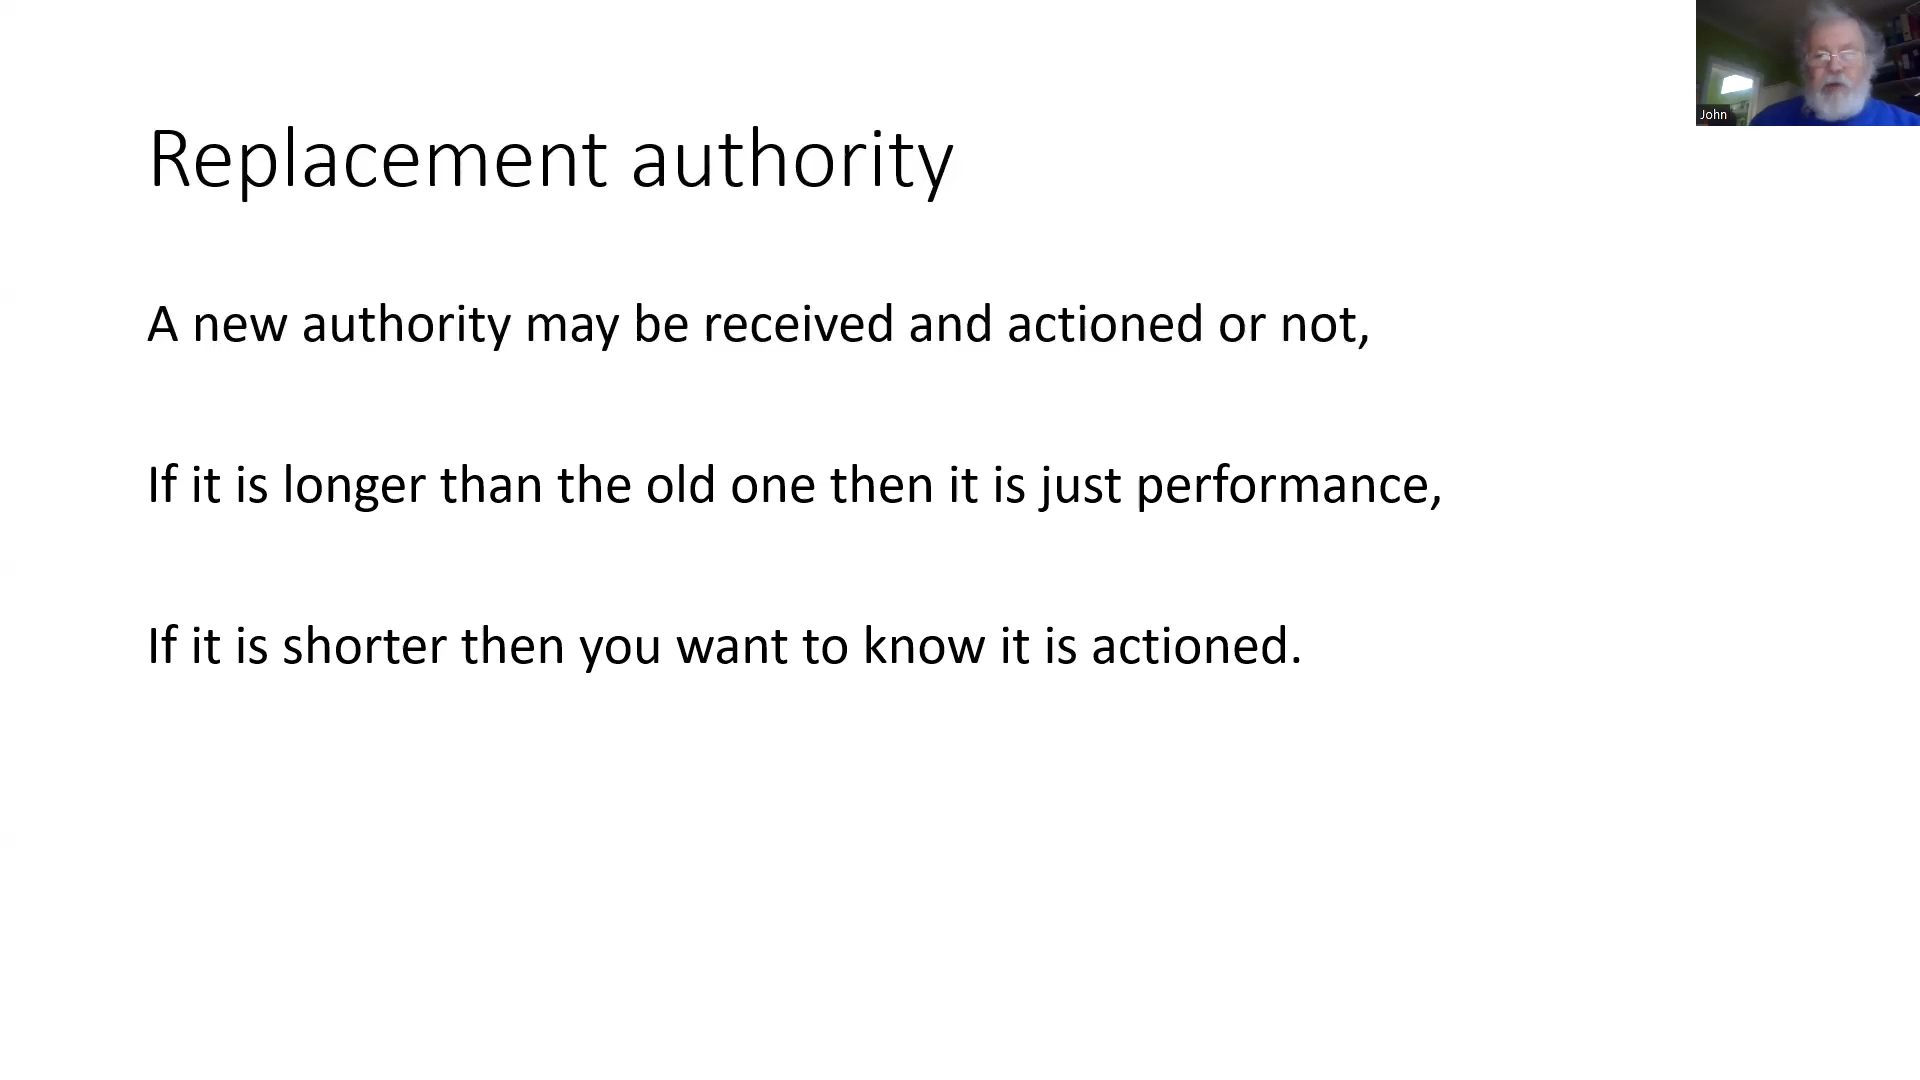 Replacement authority
John
A new authority may be received and actioned or not,
If it is longer than the old one then it is just performance,
If it is shorter then you want to know it is actioned.